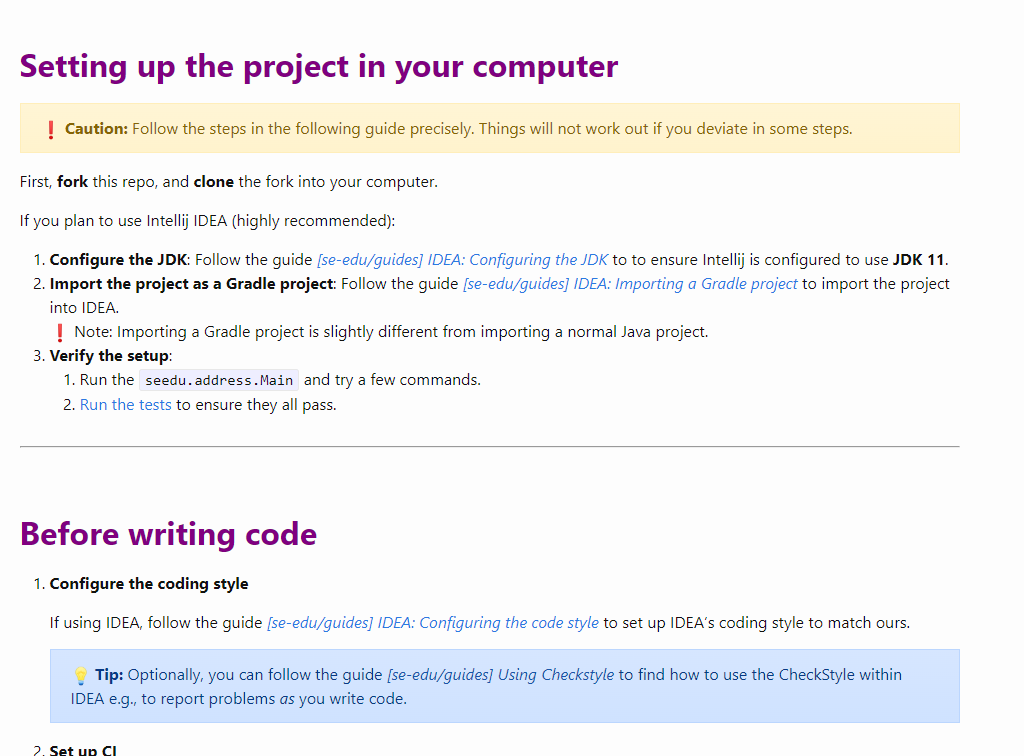 Setting up the project in your computer
❗ Caution: Follow the steps in the following guide precisely. Things will not work out if you deviate in some steps.
First, fork this repo, and clone the fork into your computer.
If you plan to use Intellij IDEA (highly recommended):
1. Configure the JDK: Follow the guide [se-edu/guides] IDEA: Configuring the JDK to to ensure Intellij is configured to use JDK 11.
2. Import the project as a Gradle project: Follow the guide [se-edu/guides] IDEA: Importing a Gradle project to import the project
into IDEA.
❗ Note: Importing a Gradle project is slightly different from importing a normal Java project.
3. Verify the setup:
1. Run the seedu.address.Main and try a few commands.
2. Run the tests to ensure they all pass.
Before writing code
1. Configure the coding style
If using IDEA, follow the guide [se-edu/guides] IDEA: Configuring the code style to set up IDEA’s coding style to match ours.
💡 Tip: Optionally, you can follow the guide [se-edu/guides] Using Checkstyle to find how to use the CheckStyle within
IDEA e.g., to report problems as you write code.
2. Set up CI